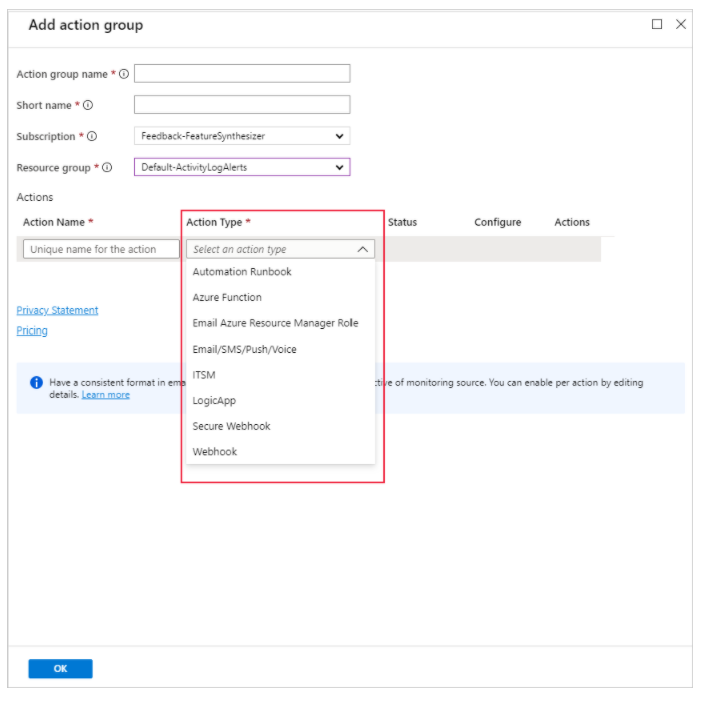 Add action group
Action group name *
Short name *
Subscription * Feedback-FeatureSynthesizer
Resource group * Default-ActivityLogAlerts
Actions
Action Name * Action Type * Status Configure Actions
Unique name for the action Select an action type
Automation Runbook
Azure Function
Email Azure Resource Manager Role
Email/SMS/Push/Voice
ITSM
LogicApp
Secure Webhook
Webhook
Privacy Statement
Pricing
Have a consistent format in of monitoring source. You can enable per action by editing
details. Learn more
OK